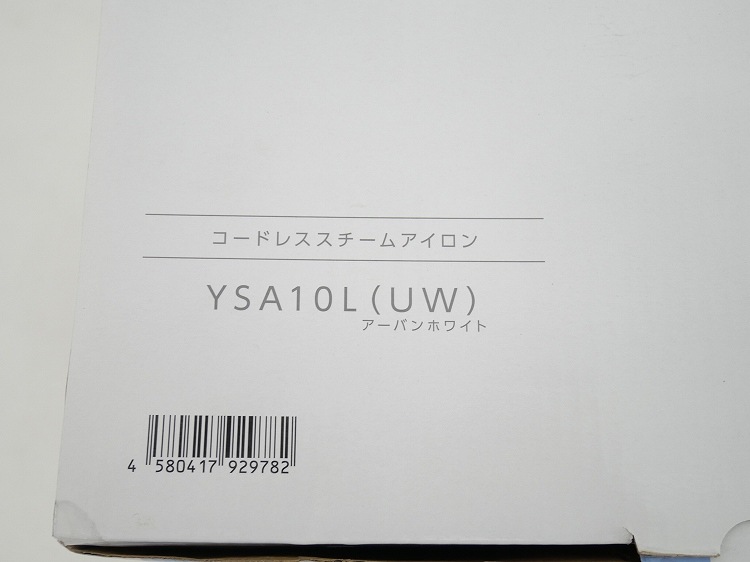 コードレススチームアイロン
YSA10L(UW)
アーバンホワイト
4 580417 929782